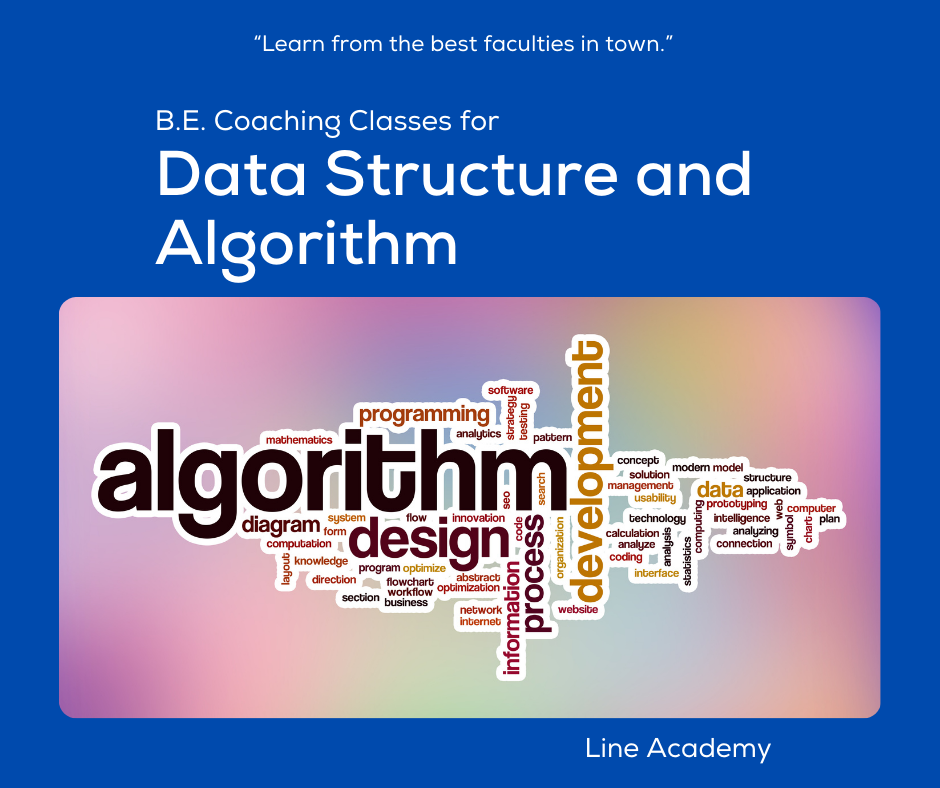 “Learn from the best faculties in town.”
B.E. Coaching Classes for
Data Structure and
Algorithm
software
strategy
testing
programming
analytics
pattern
mathematics
algorithm
development
search
seo
concept
modern model
solution
management
usability
structure
data
application
prototyping
web
computer
technology
computing
intelligence
symbol
chart
plan
calculation
analysis
analyzing
analyze
connection
coding
statistics
interface
diagram
system
form
flow
innovation
code
design
process
organization
computation
layout
knowledge
program optimize
direction
flowchart
abstract
optimization
workflow
section
business
information
network
internet
website
Line Academy